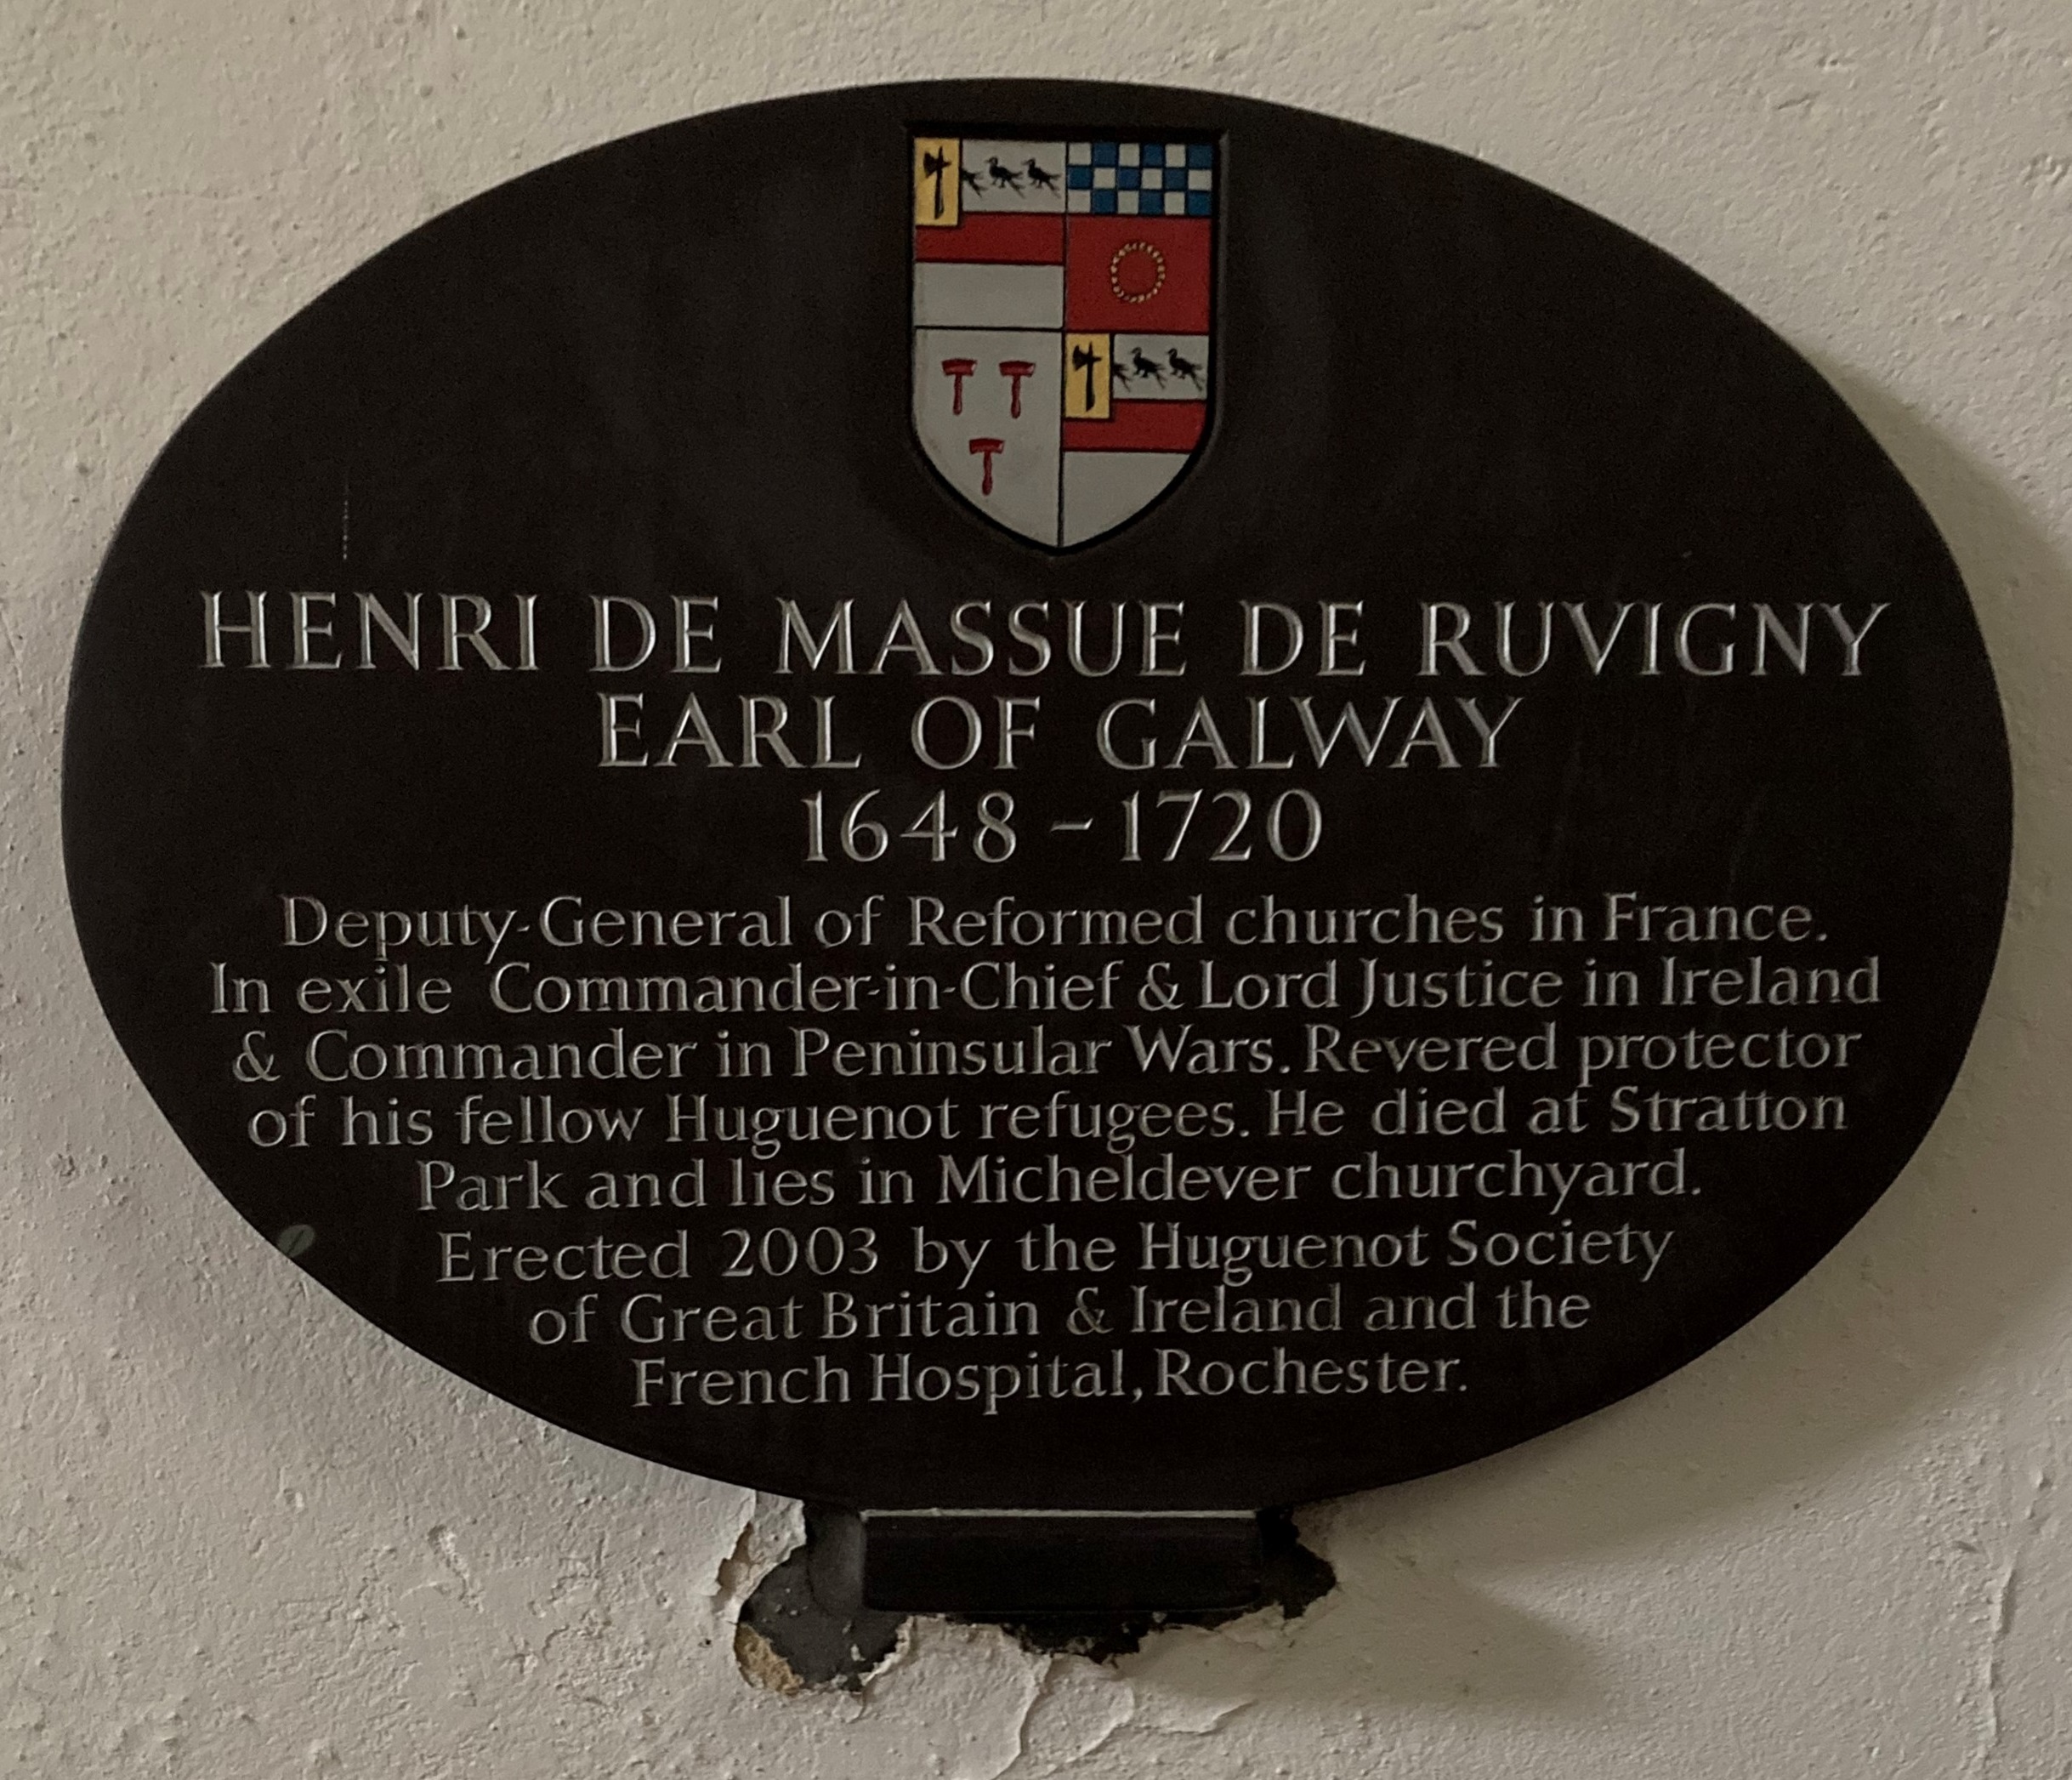 HENRI DE MASSUE DE RUVIGNY
EARL OF GALWAY
1648 – 1720
Deputy-General of Reformed churches in France.
In exile Commander-in-Chief & Lord Justice in Ireland
& Commander in Peninsular Wars. Revered protector
of his fellow Huguenot refugees. He died at Stratton
Park and lies in Micheldever churchyard.
Erected 2003 by the Huguenot Society
of Great Britain & Ireland and the
French Hospital, Rochester.